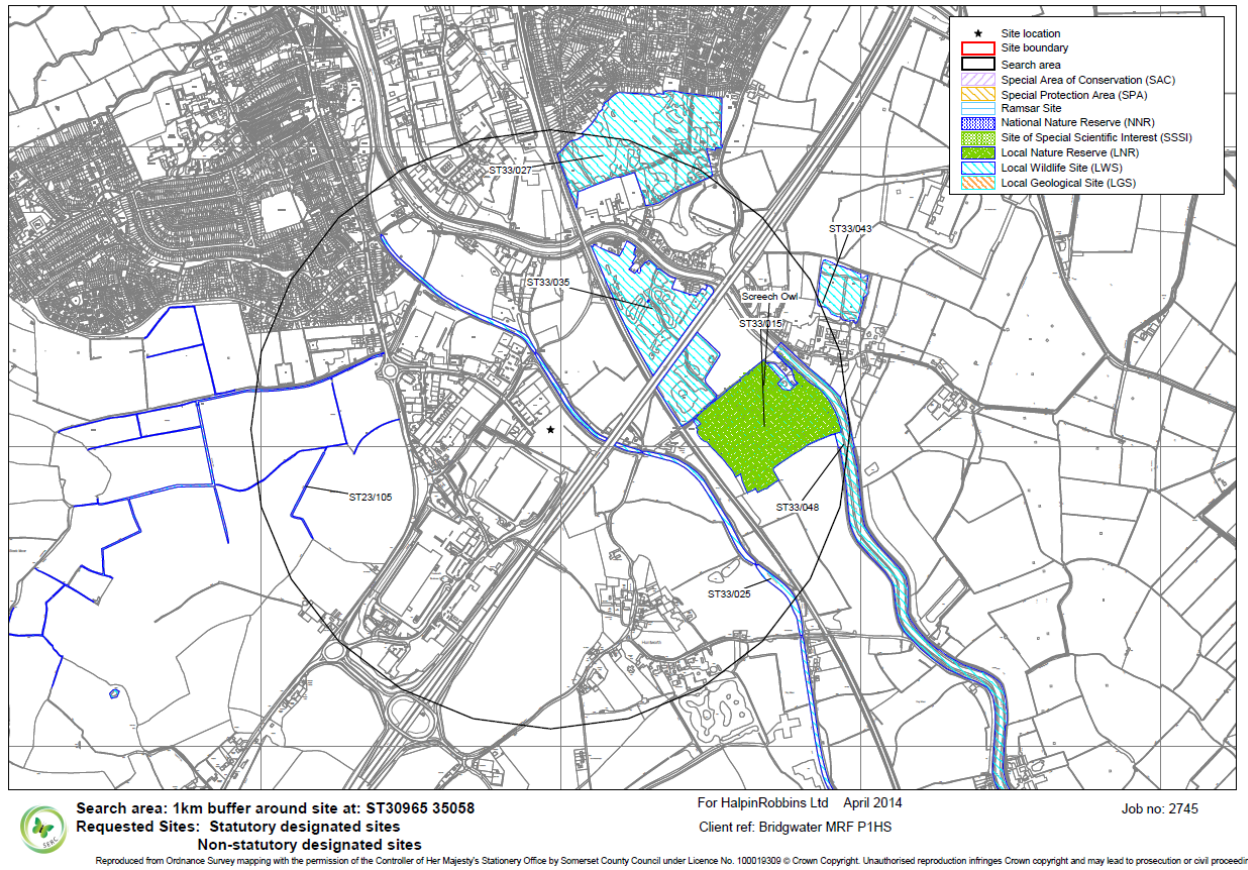 Site location
Site boundary
Search area
Special Area of Conservation (SAC)
Special Protection Area (SPA)
Ramsar Site
National Nature Reserve (NNR)
Site of Special Scientific Interest (SSSI)
Local Nature Reserve (LNR)
Local Wildlife Site (LWS)
Local Geological Site (LGS)
ST33/027
ST33/043
ST33/035
Screech Owl
ST33/015
ST23/105
ST33/048
ST33/025
SERC
Search area: 1km buffer around site at: ST30965 35058
Requested Sites: Statutory designated sites
Non-statutory designated sites
For HalpinRobbins Ltd April 2014
Client ref: Bridgwater MRF P1HS
Job no: 2745
Reproduced from Ordnance Survey mapping with the permission of the Controller of Her Majesty's Stationery Office by Somerset County Council under Licence No. 100019309 © Crown Copyright. Unauthorised reproduction infringes Crown copyright and may lead to prosecution or civil proceedin